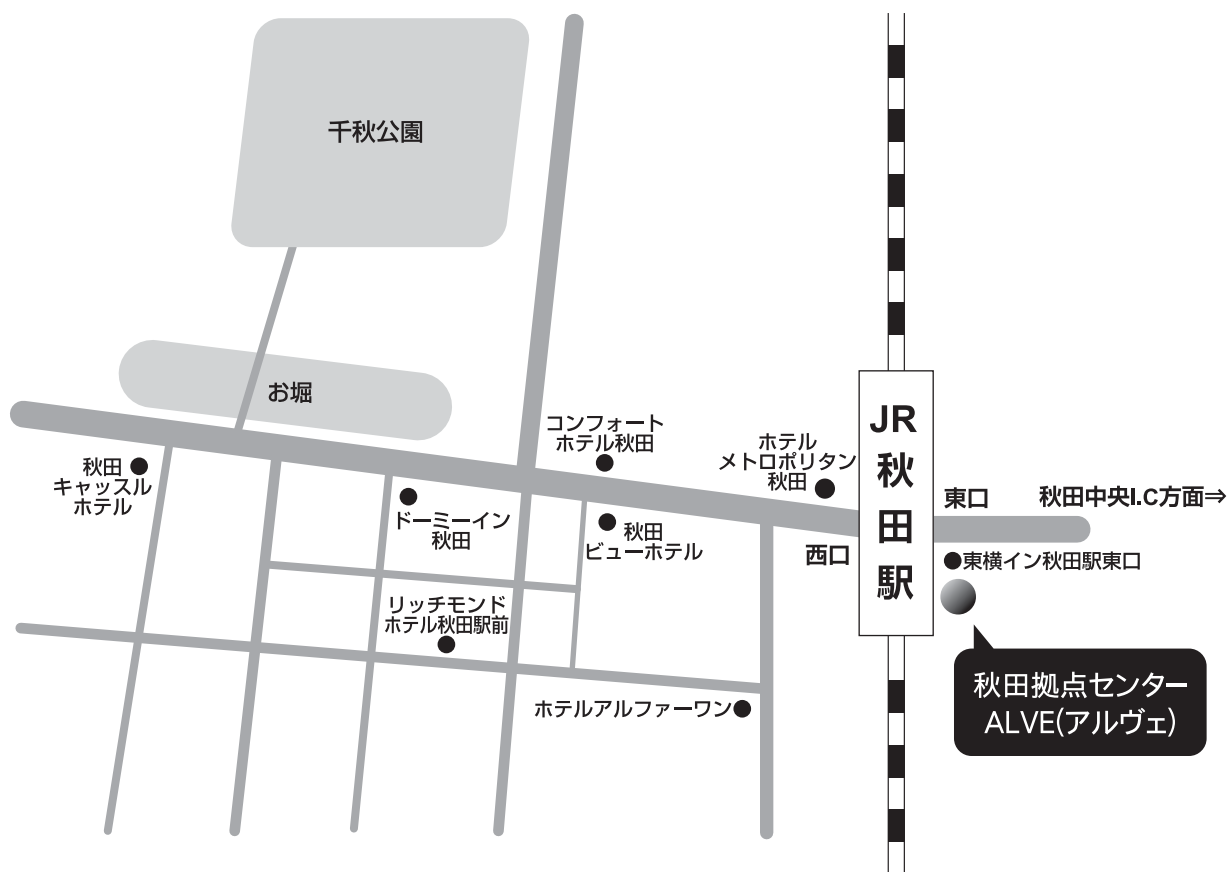 千秋公園
お堀
コンフォート
ホテル秋田
ホテル
メトロポリタン
秋田
JR
秋
田
駅
東口
秋田中央I.C方面⇒
秋田
キャッスル
ホテル
ドーミーイン
秋田
秋田
ビューホテル
西口
東横イン秋田駅東口
リッチモンド
ホテル秋田駅前
ホテルアルファーワン
秋田拠点センター
ALVE(アルヴェ)